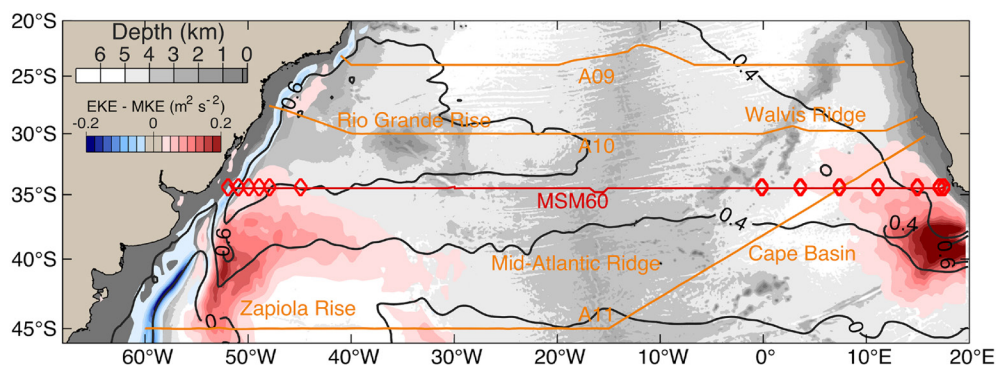 20°S
Depth (km)
6 5 4 3 2 1 0
25°S
A09
0.4
EKE - MKE (m² s⁻²)
0.6
-0.2 0 0.2
Rio Grande Rise
Walvis Ridge
30°S
A10
0
35°S
MSM60
0.4
0.4
0.6
0.6
40°S
Mid-Atlantic Ridge
Cape Basin
Zapiola Rise
A11
0
45°S
60°W 50°W 40°W 30°W 20°W 10°W 0° 10°E 20°E